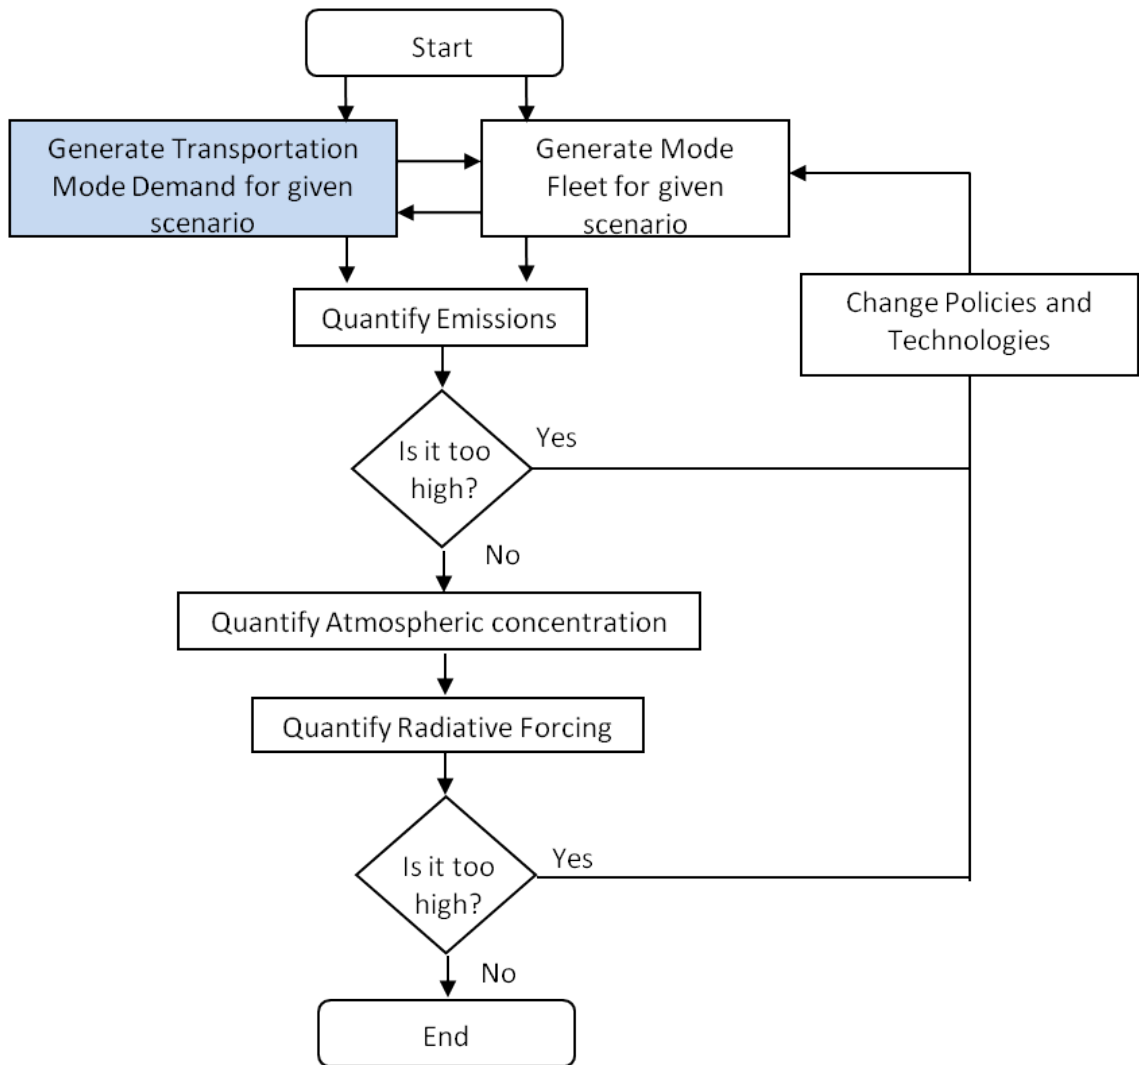 Start
Generate Transportation
Mode Demand for given
scenario
Generate Mode
Fleet for given
scenario
Change Policies and
Technologies
Quantify Emissions
Is it too
high?
Yes
No
Quantify Atmospheric concentration
Quantify Radiative Forcing
Is it too
high?
Yes
No
End